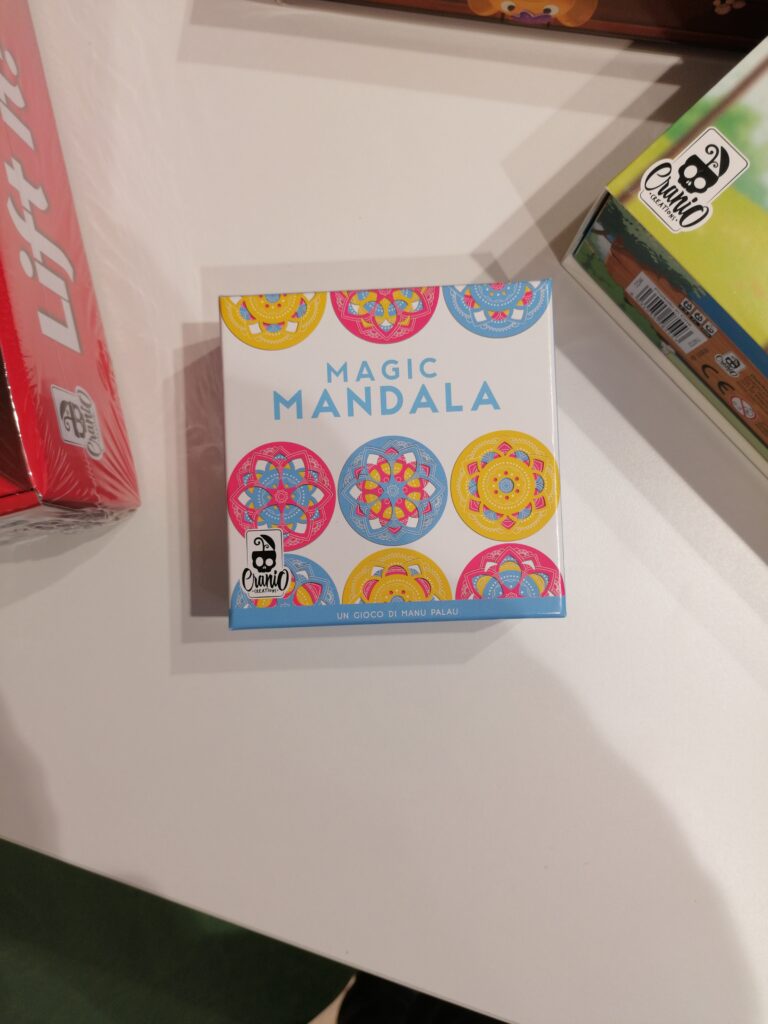 Lift it!
Cranio
CREATIONS
Cranio
MAGIC
MANDALA
Cranio
CREATIONS
UN GIOCO DI MANU PALAU